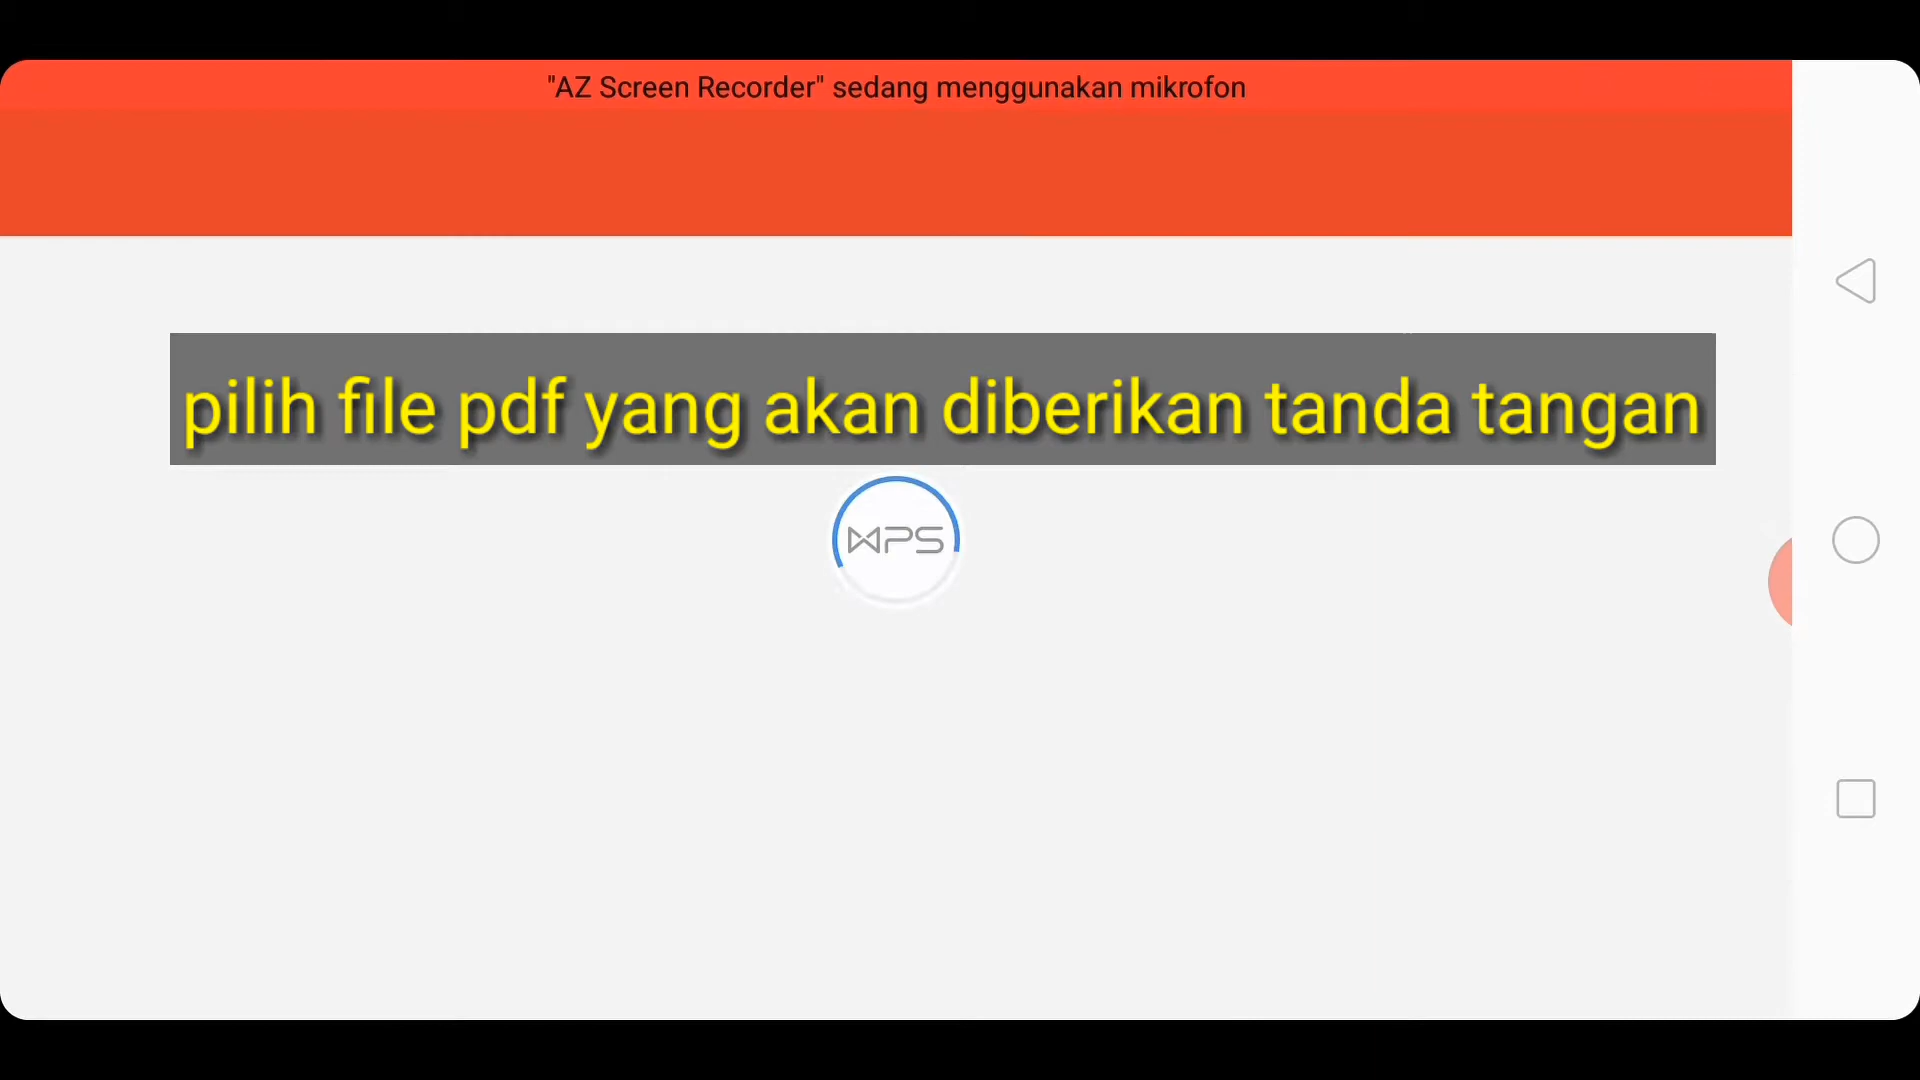 "AZ Screen Recorder" sedang menggunakan mikrofon
pilih file pdf yang akan diberikan tanda tangan
WPS